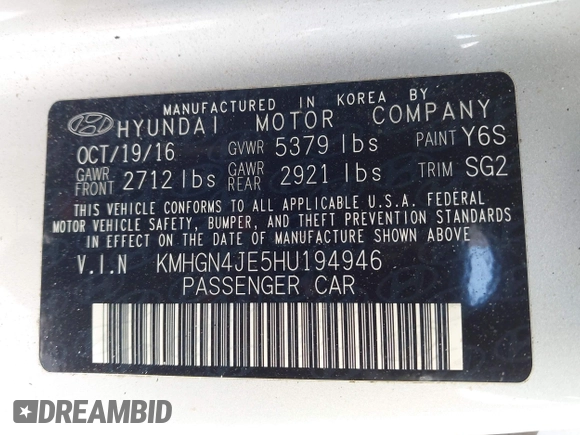 MANUFACTURED IN KOREA BY
HYUNDAI MOTOR COMPANY
OCT/19/16 GVWR 5379 lbs PAINT Y6S
GAWR FRONT 2712 lbs GAWR REAR 2921 lbs TRIM SG2
THIS VEHICLE CONFORMS TO ALL APPLICABLE U.S.A. FEDERAL
MOTOR VEHICLE SAFETY, BUMPER, AND THEFT PREVENTION STANDARDS
IN EFFECT ON THE DATE OF MANUFACTURE SHOWN ABOVE
V.I.N KMHGN4JE5HU194946
PASSENGER CAR
DREAMBID